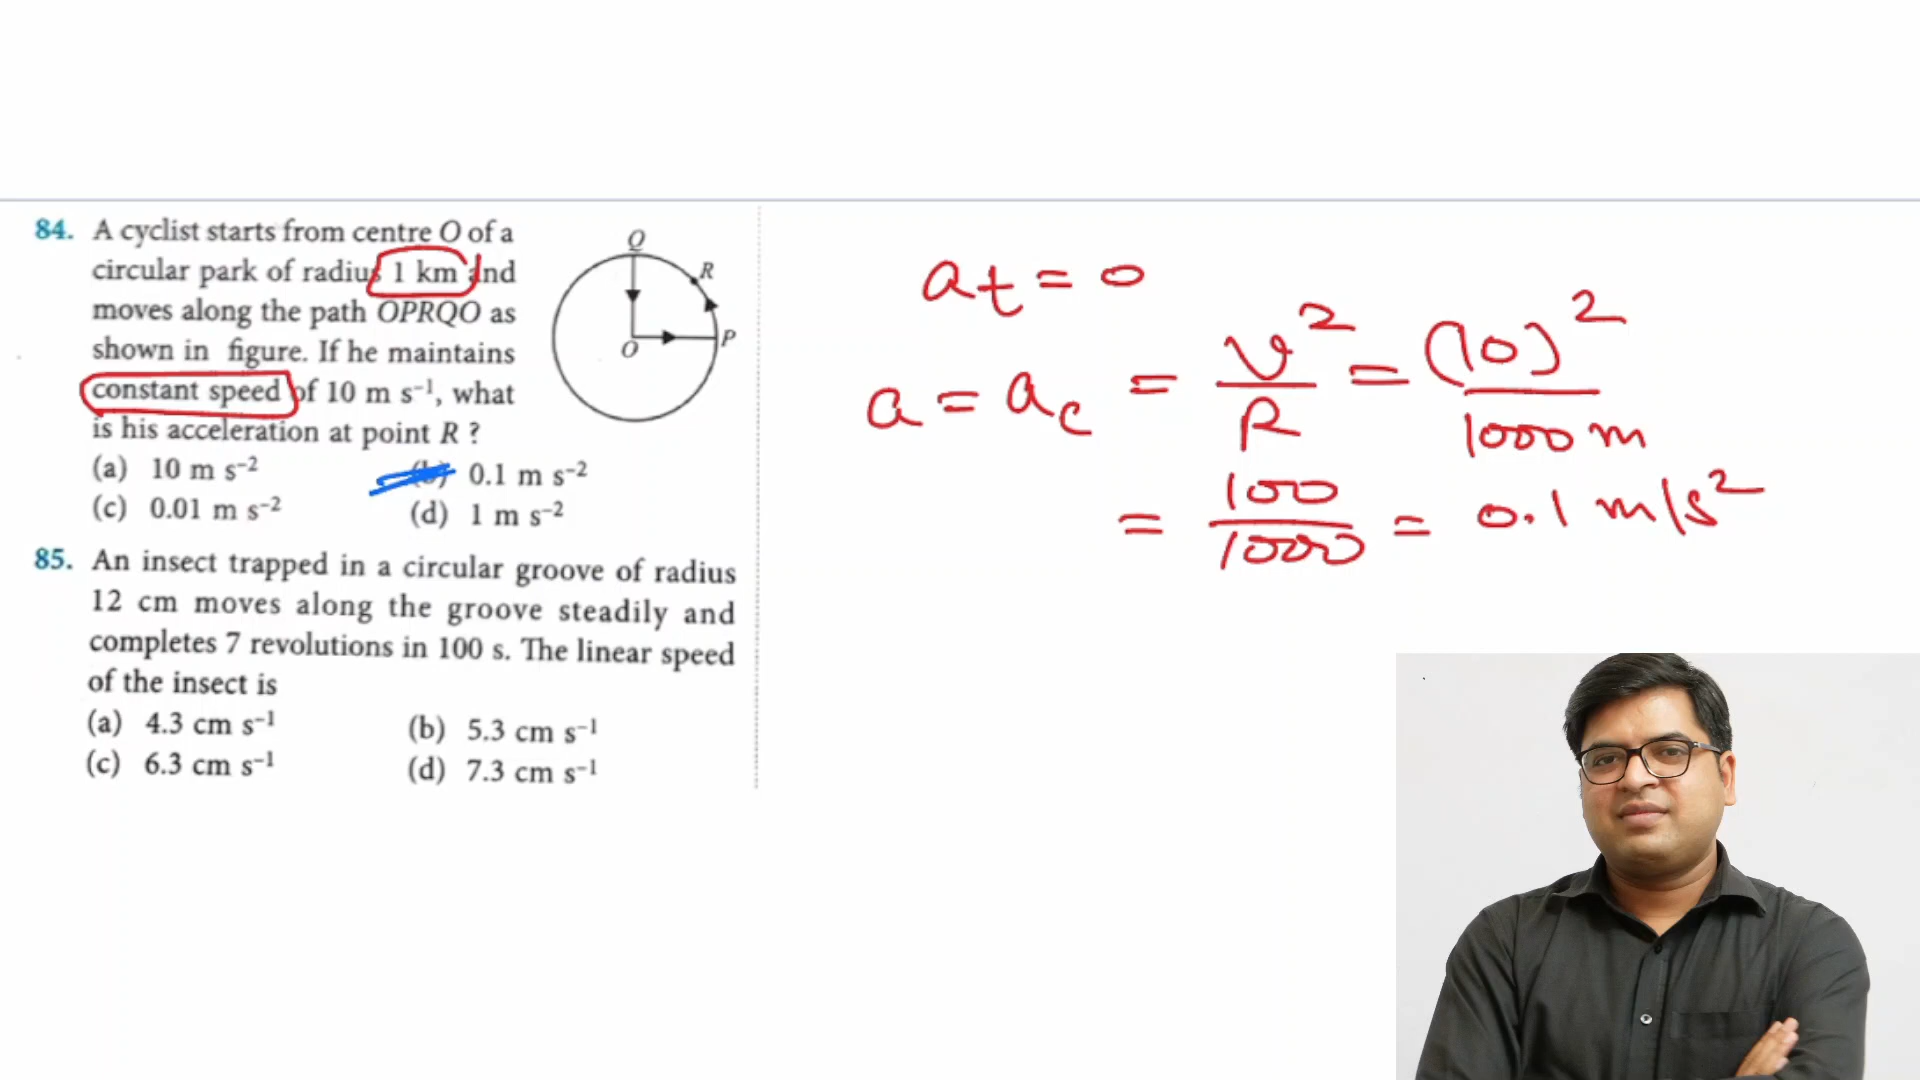 84. A cyclist starts from centre O of a
circular park of radius 1 km and
moves along the path OPRQO as
shown in figure. If he maintains
constant speed of 10 m s⁻¹, what
is his acceleration at point R ?
(a) 10 m s⁻² (b) 0.1 m s⁻²
(c) 0.01 m s⁻² (d) 1 m s⁻²
Q
R
O
P
85. An insect trapped in a circular groove of radius
12 cm moves along the groove steadily and
completes 7 revolutions in 100 s. The linear speed
of the insect is
(a) 4.3 cm s⁻¹ (b) 5.3 cm s⁻¹
(c) 6.3 cm s⁻¹ (d) 7.3 cm s⁻¹
a_t = 0
a = a_c = v²/R = (10)²/1000 m
= 100/1000 = 0.1 m/s²